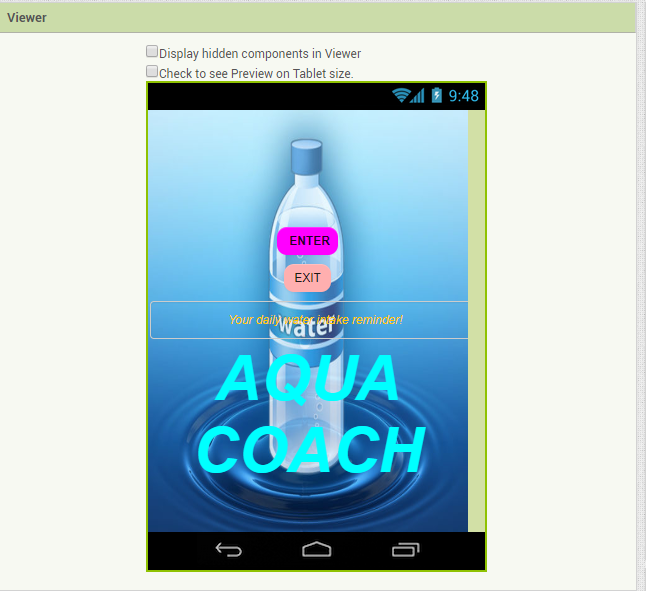 Viewer
Display hidden components in Viewer
Check to see Preview on Tablet size.
9:48
ENTER
EXIT
Your daily water intake reminder!
water
AQUA
COACH